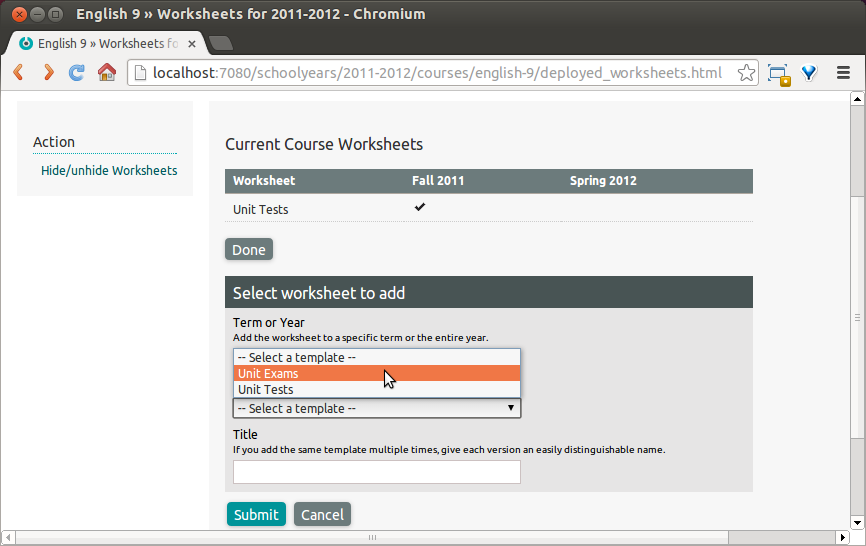 English 9 » Worksheets for 2011-2012 - Chromium
English 9 » Worksheets fo
localhost:7080/schoolyears/2011-2012/courses/english-9/deployed_worksheets.html
Action
Hide/unhide Worksheets
Current Course Worksheets
Worksheet Fall 2011 Spring 2012
Unit Tests
Done
Select worksheet to add
Term or Year
Add the worksheet to a specific term or the entire year.
-- Select a template --
Unit Exams
Unit Tests
-- Select a template --
Title
If you add the same template multiple times, give each version an easily distinguishable name.
Submit Cancel